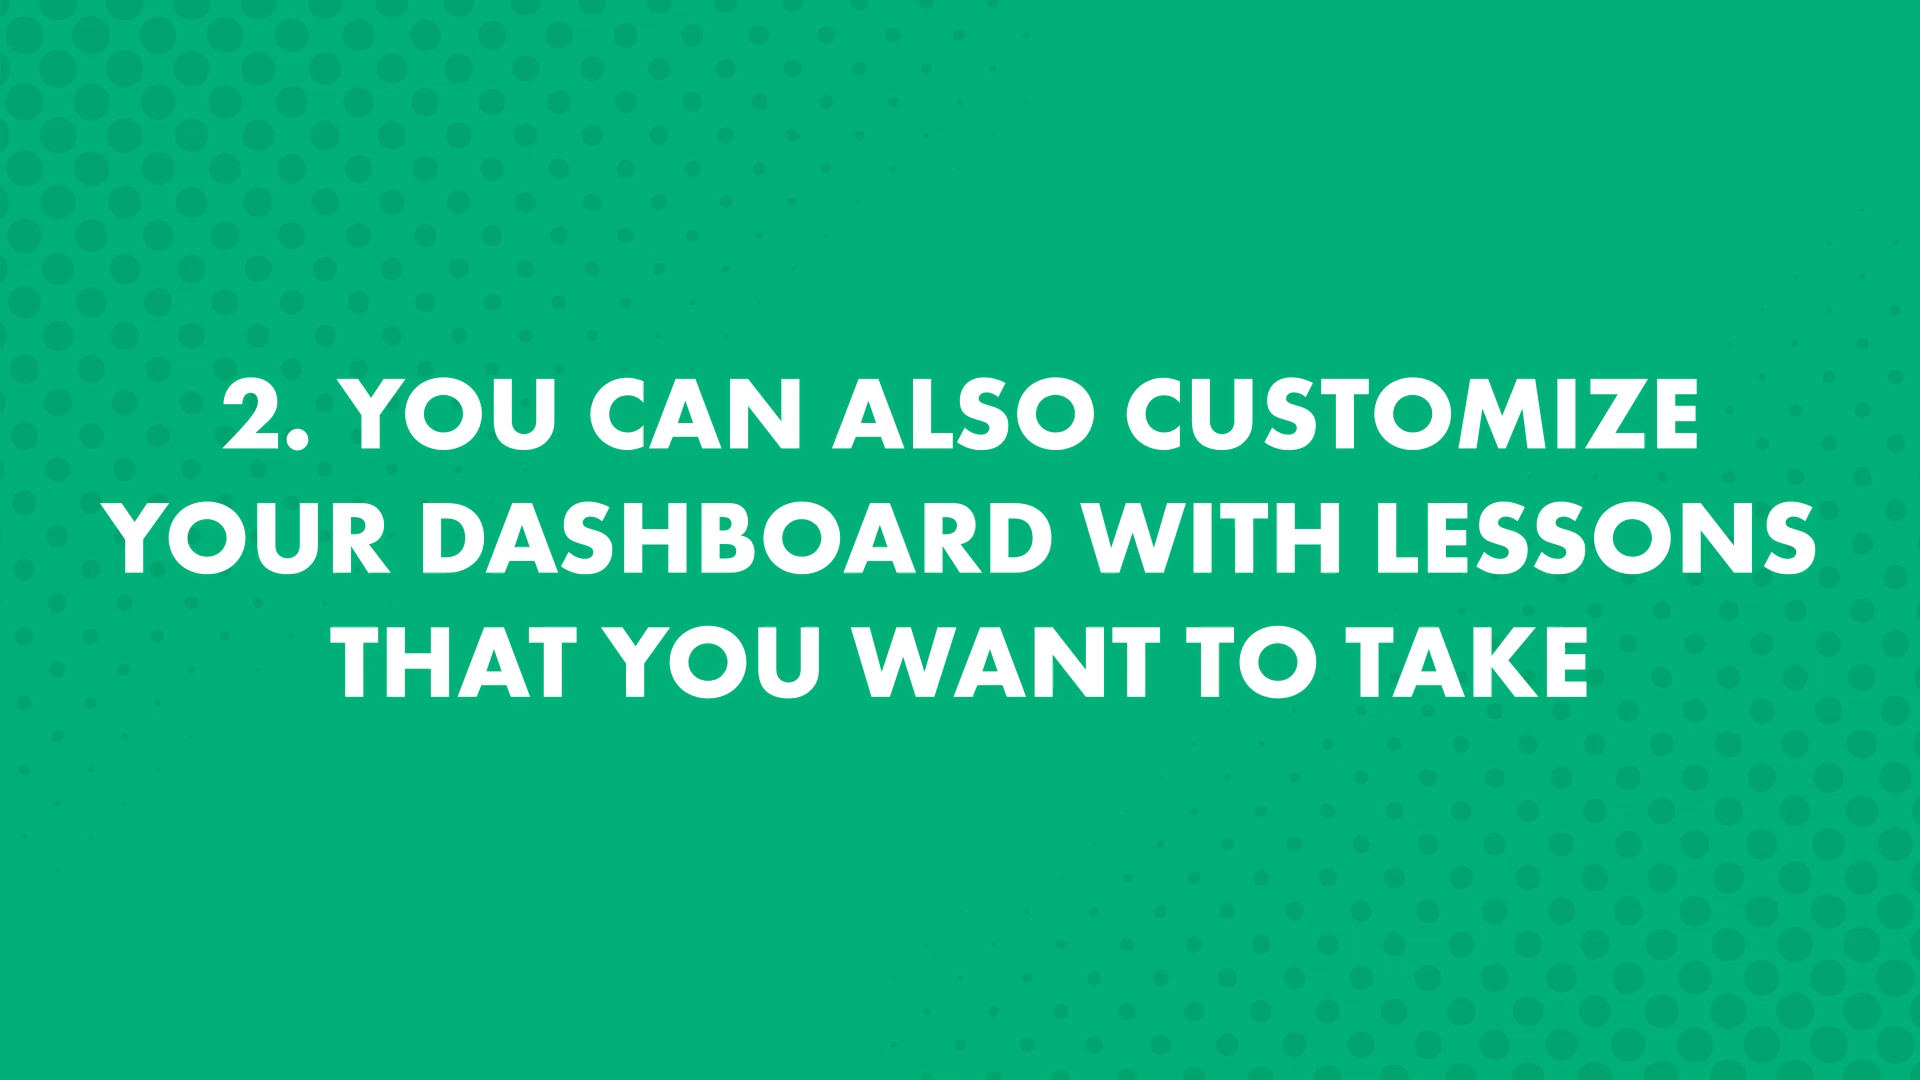 2. YOU CAN ALSO CUSTOMIZE
YOUR DASHBOARD WITH LESSONS
THAT YOU WANT TO TAKE